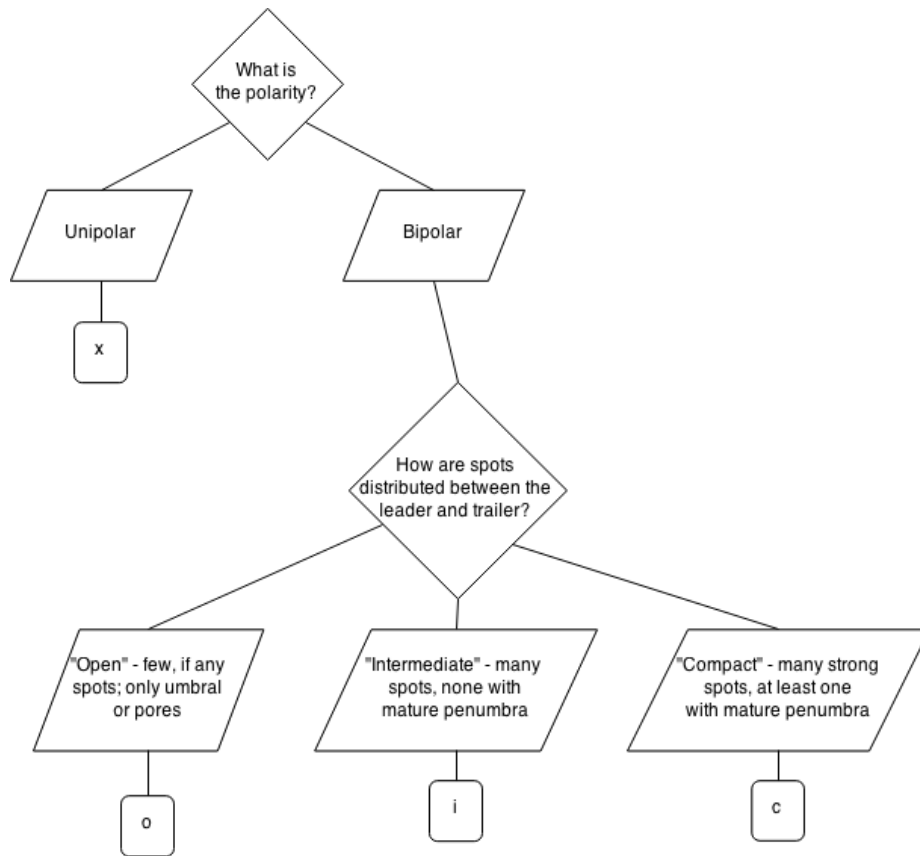 What is
the polarity?
Unipolar
Bipolar
x
How are spots
distributed between the
leader and trailer?
"Open" - few, if any
spots; only umbral
or pores
"Intermediate" - many
spots, none with
mature penumbra
"Compact" - many strong
spots, at least one
with mature penumbra
o
i
c